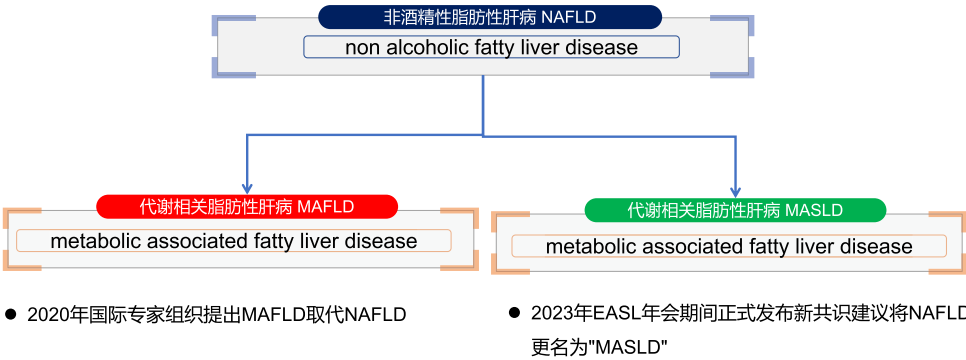 非酒精性脂肪性肝病 NAFLD
non alcoholic fatty liver disease
代谢相关脂肪性肝病 MAFLD
metabolic associated fatty liver disease
● 2020年国际专家组织提出MAFLD取代NAFLD
代谢相关脂肪性肝病 MASLD
metabolic associated fatty liver disease
● 2023年EASL年会期间正式发布新共识建议将NAFLD
更名为"MASLD"